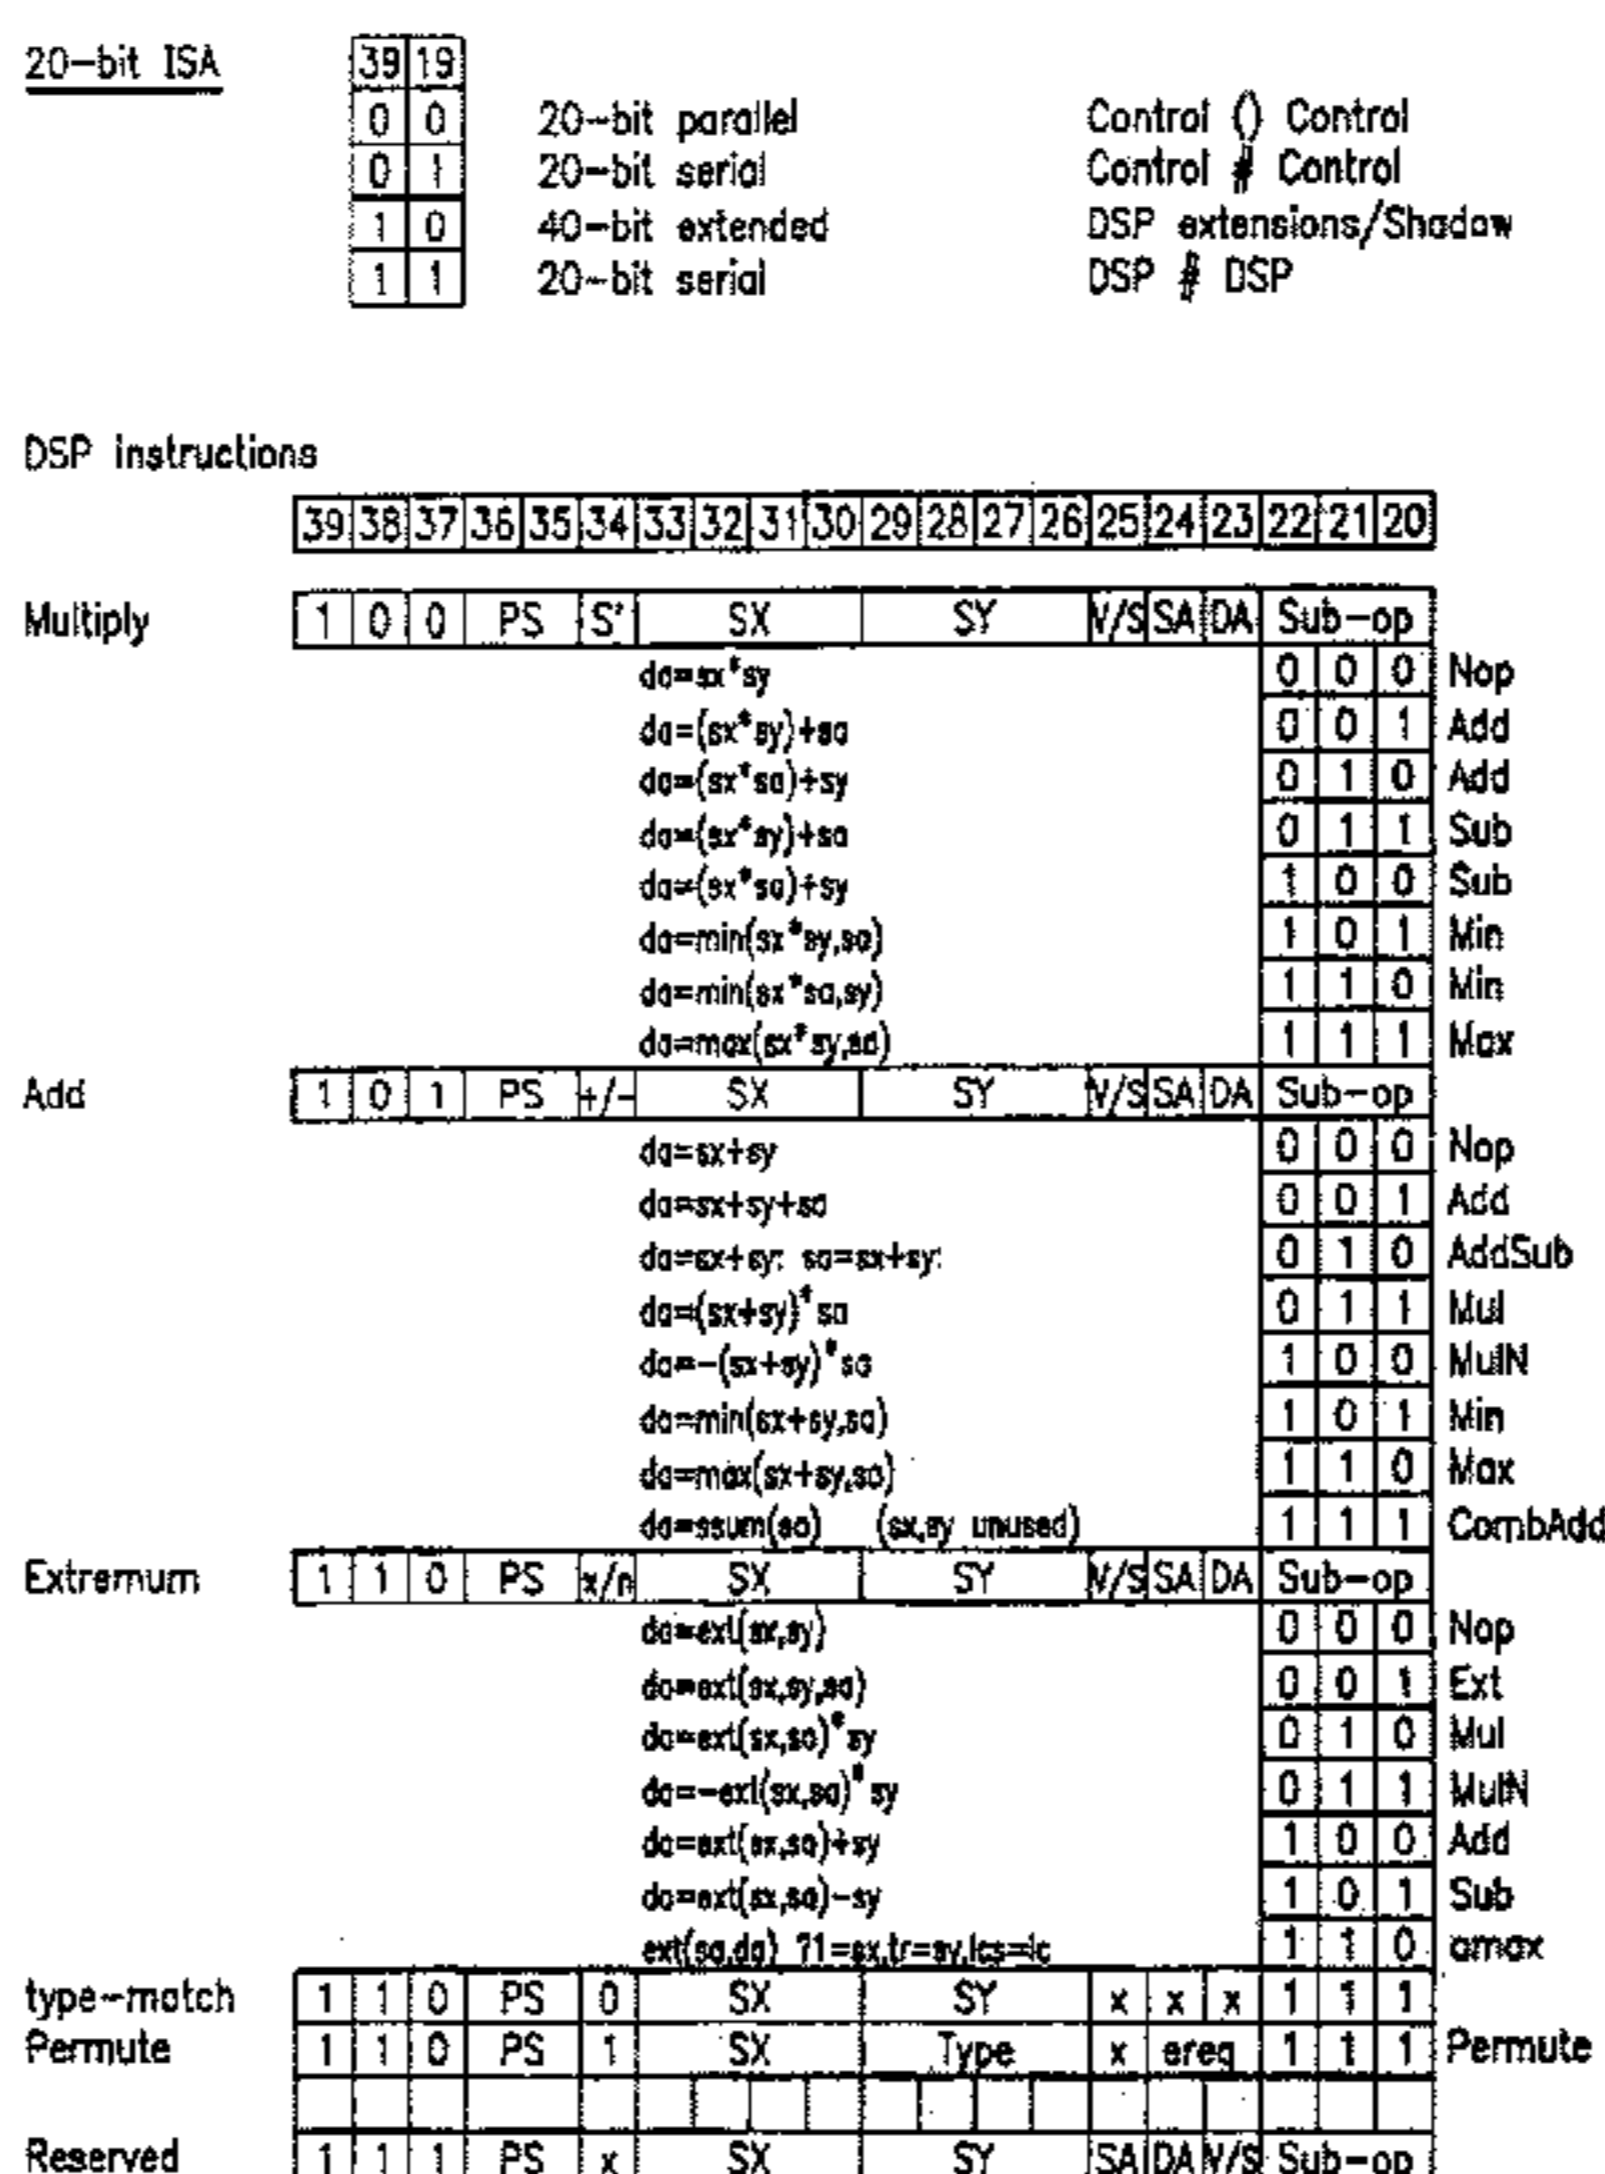 20-bit ISA
39 19
0 0 20-bit parallel Control () Control
0 1 20-bit serial Control # Control
1 0 40-bit extended DSP extensions/Shadow
1 1 20-bit serial DSP # DSP
DSP instructions
39 38 37 36 35 34 33 32 31 30 29 28 27 26 25 24 23 22 21 20
Multiply 1 0 0 PS S' SX SY V/S SA DA Sub-op
da=sx*sy 0 0 0 Nop
da=(sx*sy)+sa 0 0 1 Add
da=(sx*sa)+sy 0 1 0 Add
da=(sx*sy)+sa 0 1 1 Sub
da=(sx*sa)+sy 1 0 0 Sub
da=min(sx*sy,sa) 1 0 1 Min
da=min(sx*sa,sy) 1 1 0 Min
da=max(sx*sy,sa) 1 1 1 Max
Add 1 0 1 PS +/- SX SY V/S SA DA Sub-op
da=sx+sy 0 0 0 Nop
da=sx+sy+sa 0 0 1 Add
da=sx+sy: sa=sx+sy: 0 1 0 AddSub
da=(sx+sy)*sa 0 1 1 Mul
da=-(sx+sy)*sa 1 0 0 MulN
da=min(sx+sy,sa) 1 0 1 Min
da=max(sx+sy,sa) 1 1 0 Max
da=ssum(sa) (sx,sy unused) 1 1 1 CombAdd
Extremum 1 1 0 PS x/n SX SY V/S SA DA Sub-op
da=ext(sx,sy) 0 0 0 Nop
da=ext(sx,sy,sa) 0 0 1 Ext
da=ext(sx,sa)*sy 0 1 0 Mul
da=-ext(sx,sa)*sy 0 1 1 MulN
da=ext(sx,sa)+sy 1 0 0 Add
da=ext(sx,sa)-sy 1 0 1 Sub
ext(sa,da) ?1=sx,tr=sy,lcs=lc 1 1 0 amax
type-match 1 1 0 PS 0 SX SY x x x 1 1 1
Permute 1 1 0 PS 1 SX Type x ereg 1 1 1 Permute
Reserved 1 1 1 PS x SX SY SA DA V/S Sub-op